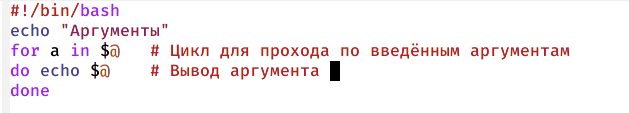 #!/bin/bash
echo "Аргументы"
for a in $@   # Цикл для прохода по введённым аргументам
do echo $@    # Вывод аргумента
done